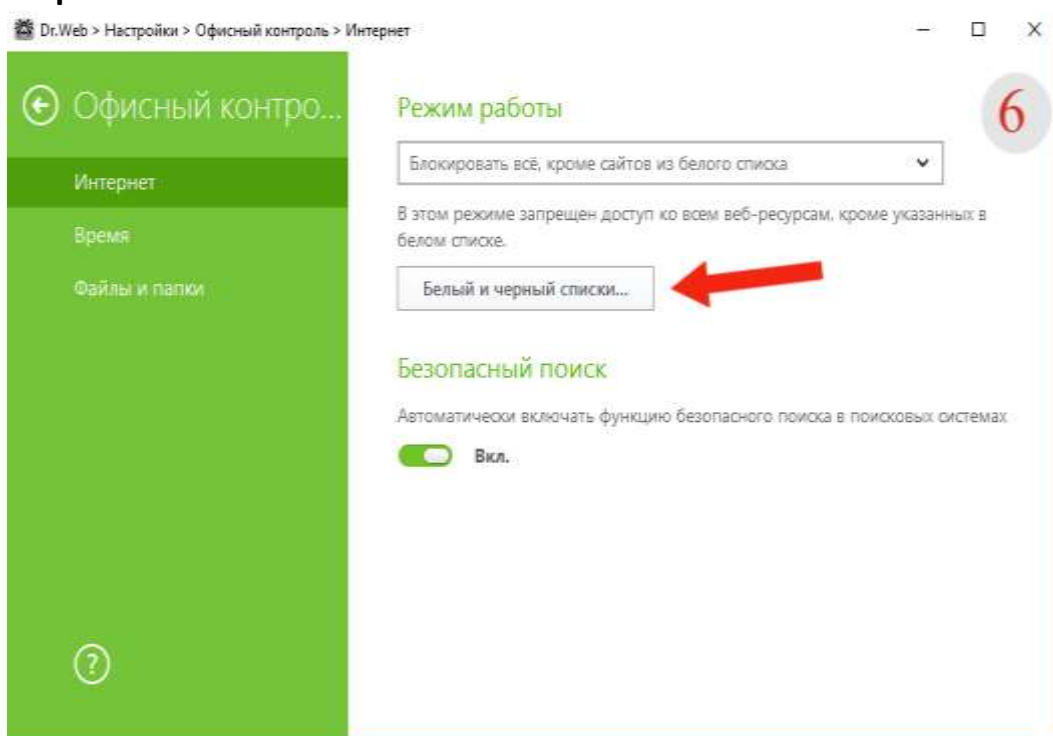 Dr.Web > Настройки > Офисный контроль > Интернет
Офисный контро...
Интернет
Время
Файлы и папки
Режим работы
6
Блокировать всё, кроме сайтов из белого списка
В этом режиме запрещен доступ ко всем веб-ресурсам, кроме указанных в
белом списке.
Белый и черный списки...
Безопасный поиск
Автоматически включать функцию безопасного поиска в поисковых системах
Вкл.
?